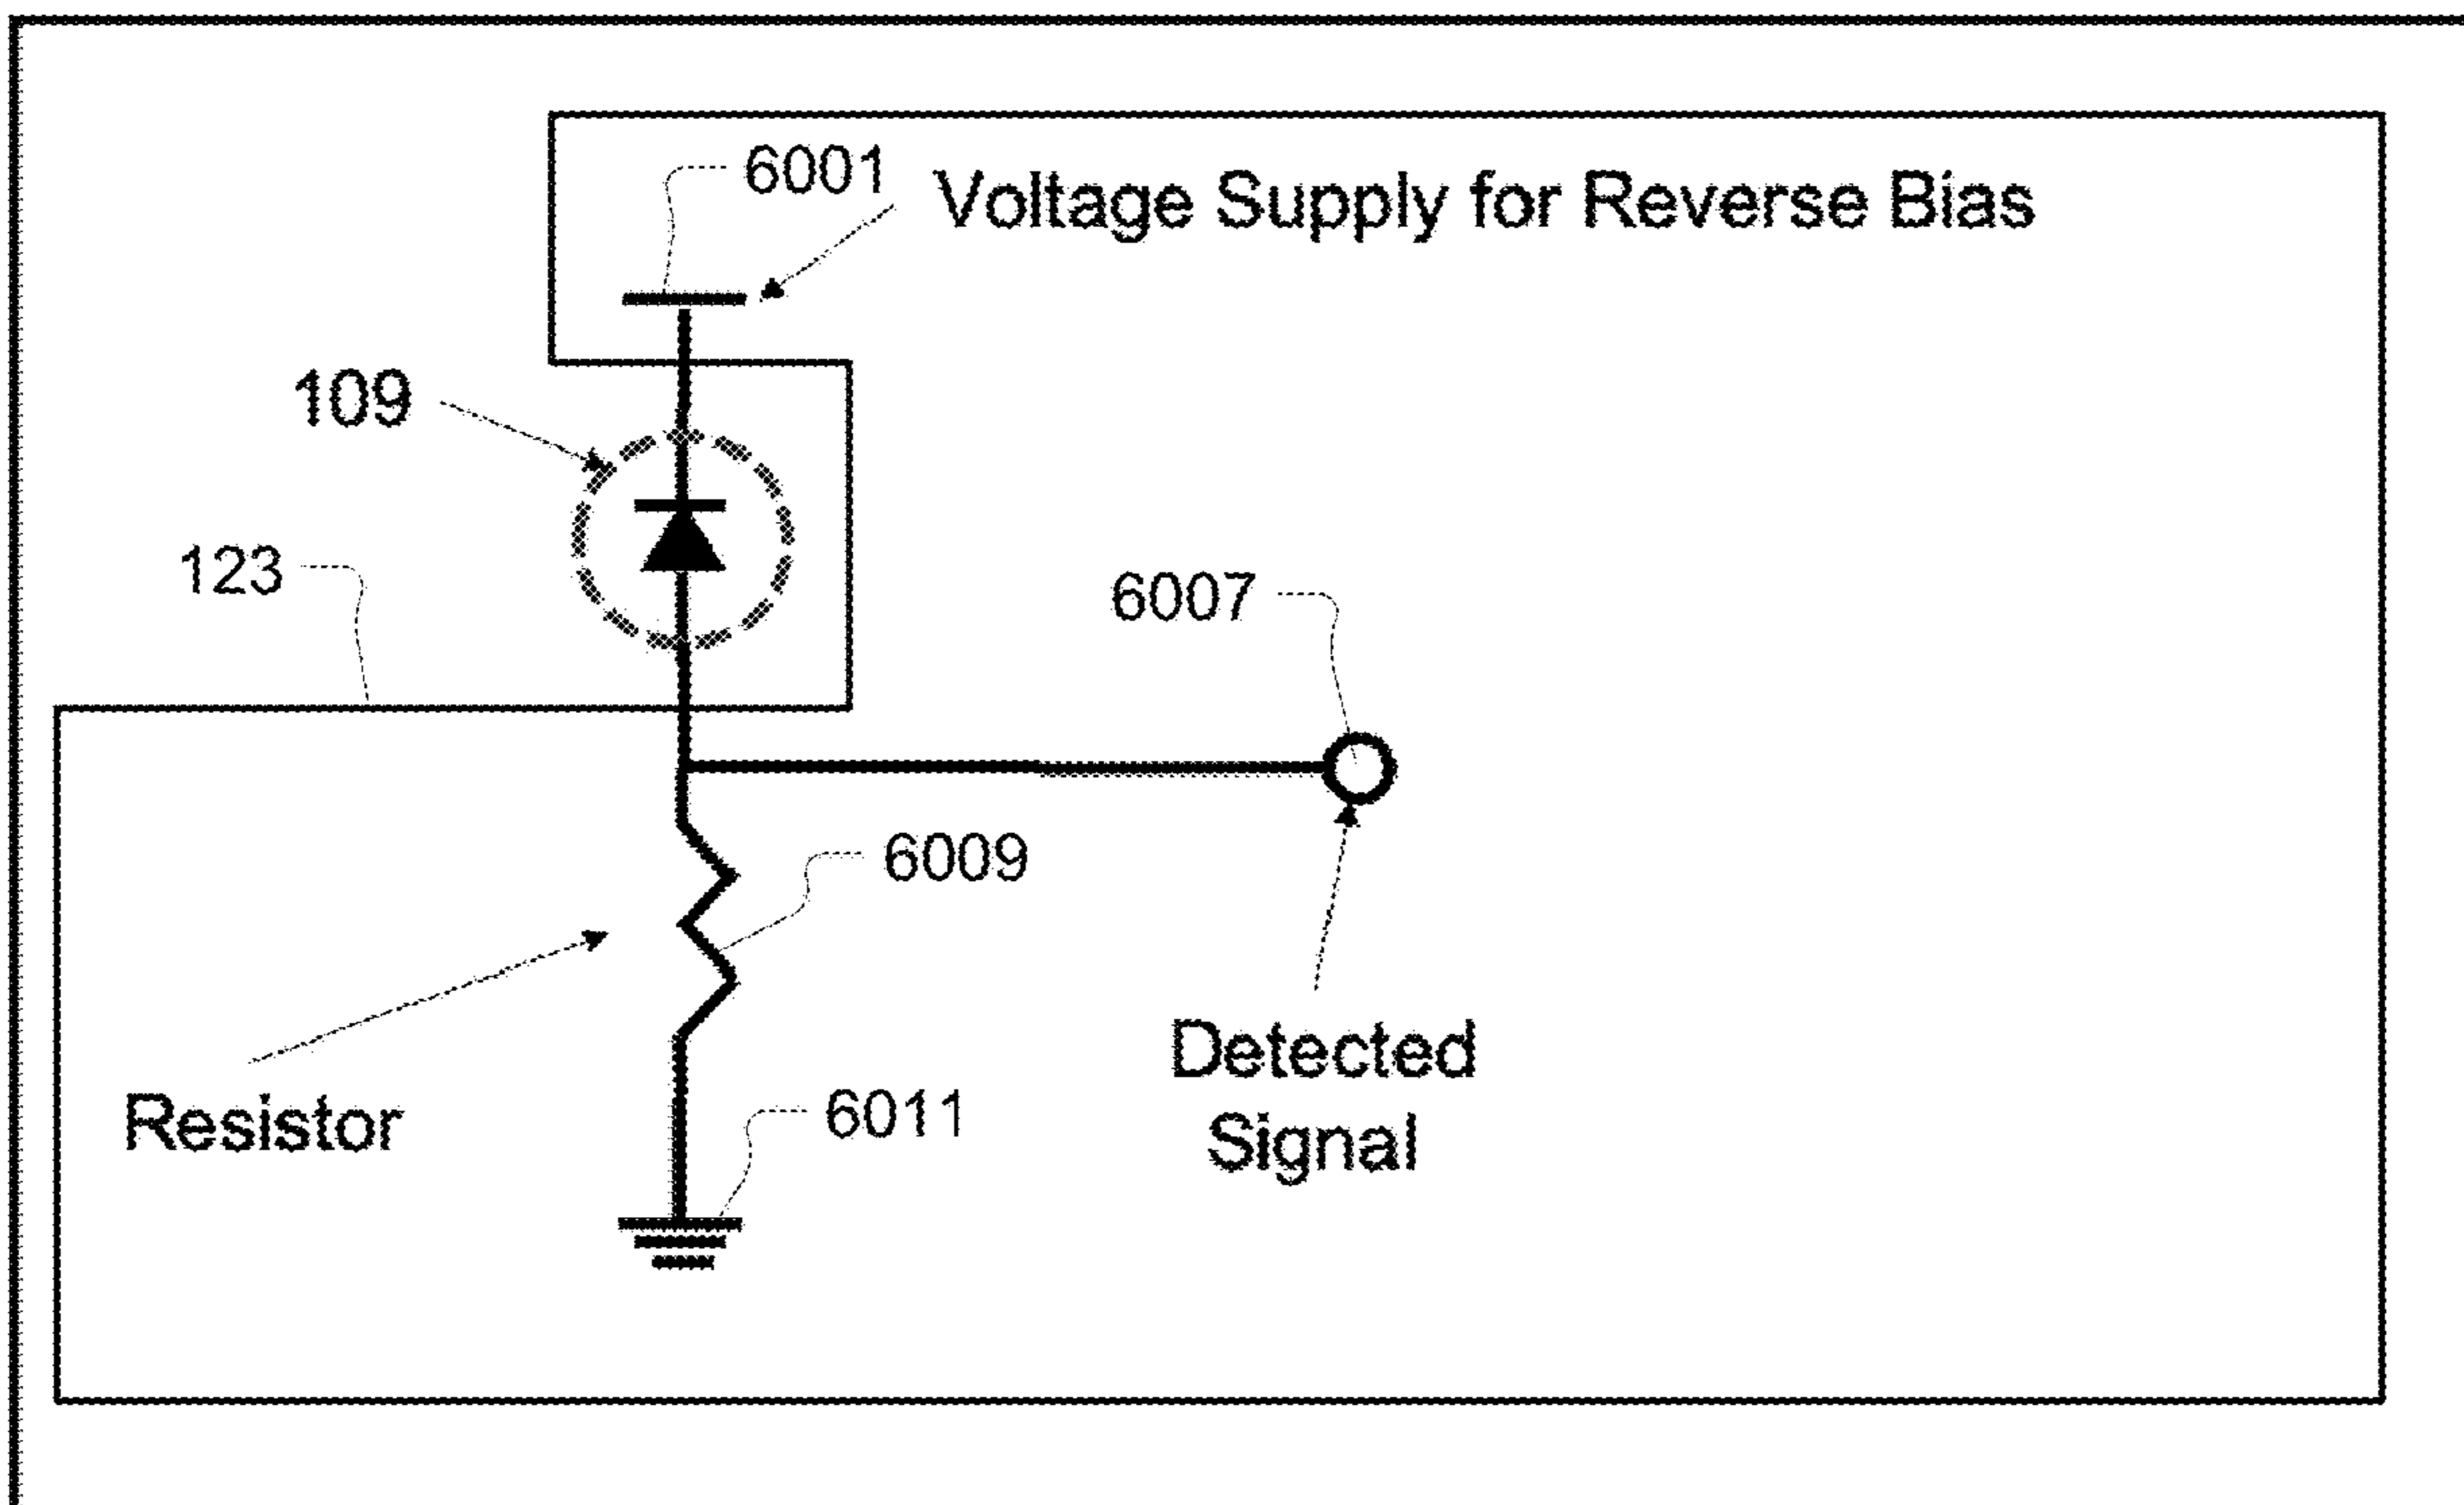 6001
Voltage Supply for Reverse Bias
109
123
6007
6009
Resistor
Detected
Signal
6011